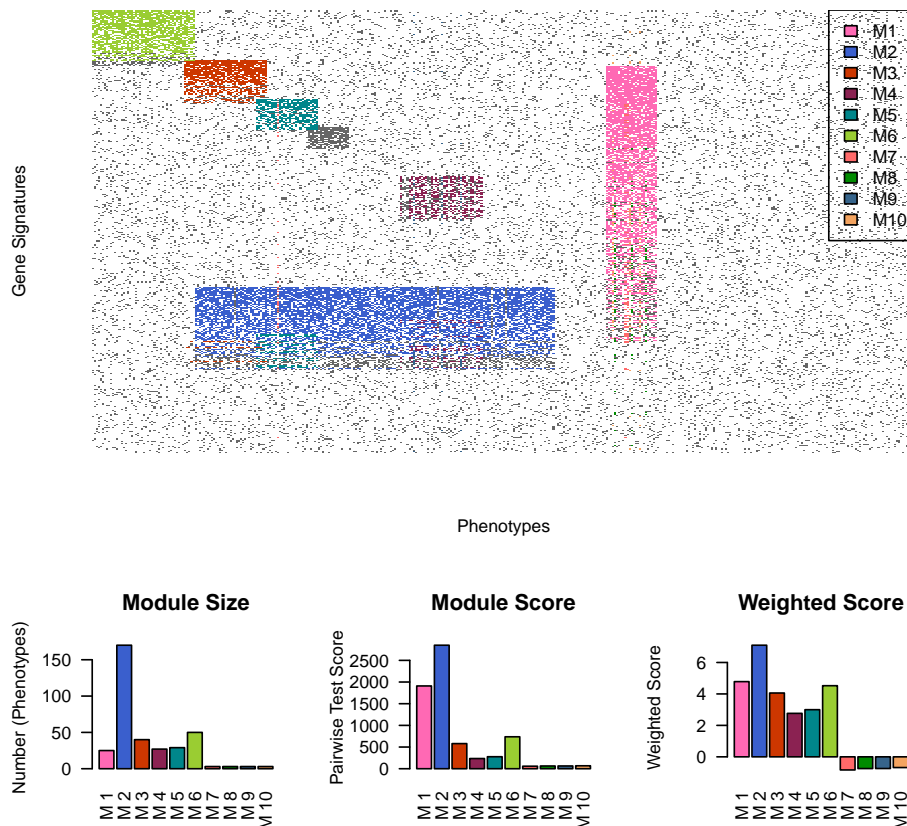 M1
M2
M3
M4
M5
M6
M7
M8
M9
M10
Gene Signatures
Phenotypes
Module Size
Number (Phenotypes)
150
100
50
0
M 1
M 2
M 3
M 4
M 5
M 6
M 7
M 8
M 9
M 10
Module Score
Pairwise Test Score
2500
2000
1500
1000
500
0
M 1
M 2
M 3
M 4
M 5
M 6
M 7
M 8
M 9
M 10
Weighted Score
Weighted Score
6
4
2
0
M 1
M 2
M 3
M 4
M 5
M 6
M 7
M 8
M 9
M 10